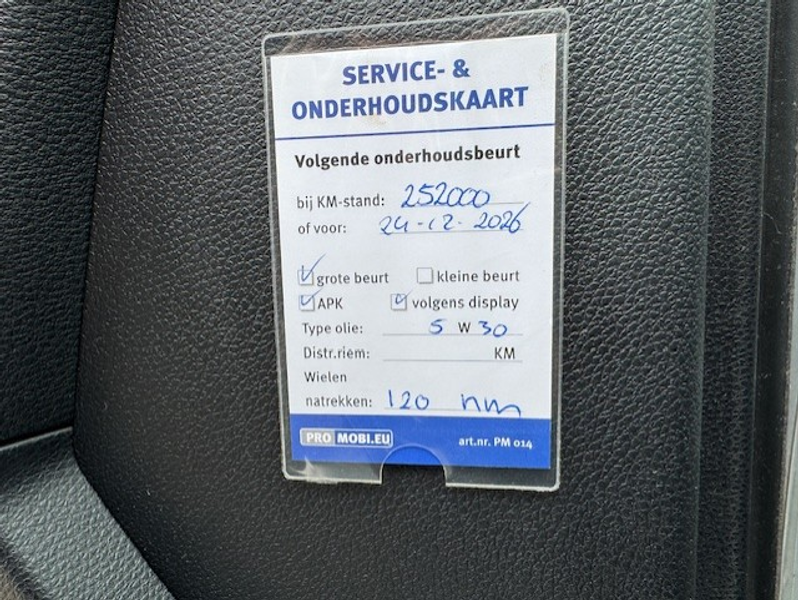 SERVICE- &
ONDERHOUDSKAART
Volgende onderhoudsbeurt
bij KM-stand: 252000
of voor: 24-12-2026
grote beurt kleine beurt
APK volgens display
Type olie: 5 W 30
Distr.riem: KM
Wielen
natrekken: 120 nm
PRO MOBI.EU art.nr. PM 014